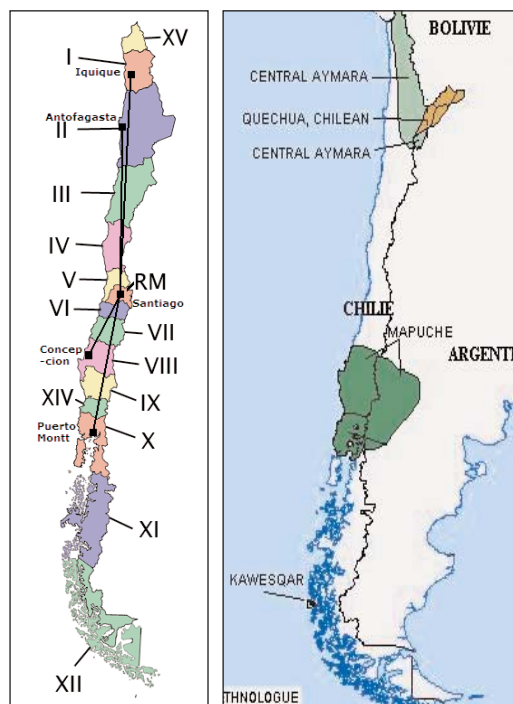 XV
I
Iquique
Antofagasta
II
III
IV
V
RM
VI
Santiago
VII
Concep-
cion
VIII
IX
XIV
Puerto
Montt
X
XI
XII
BOLIVIE
CENTRAL AYMARA
QUECHUA, CHILEAN
CENTRAL AYMARA
CHILIE
MAPUCHE
ARGENTI
KAWESQAR
THNOLOGUE